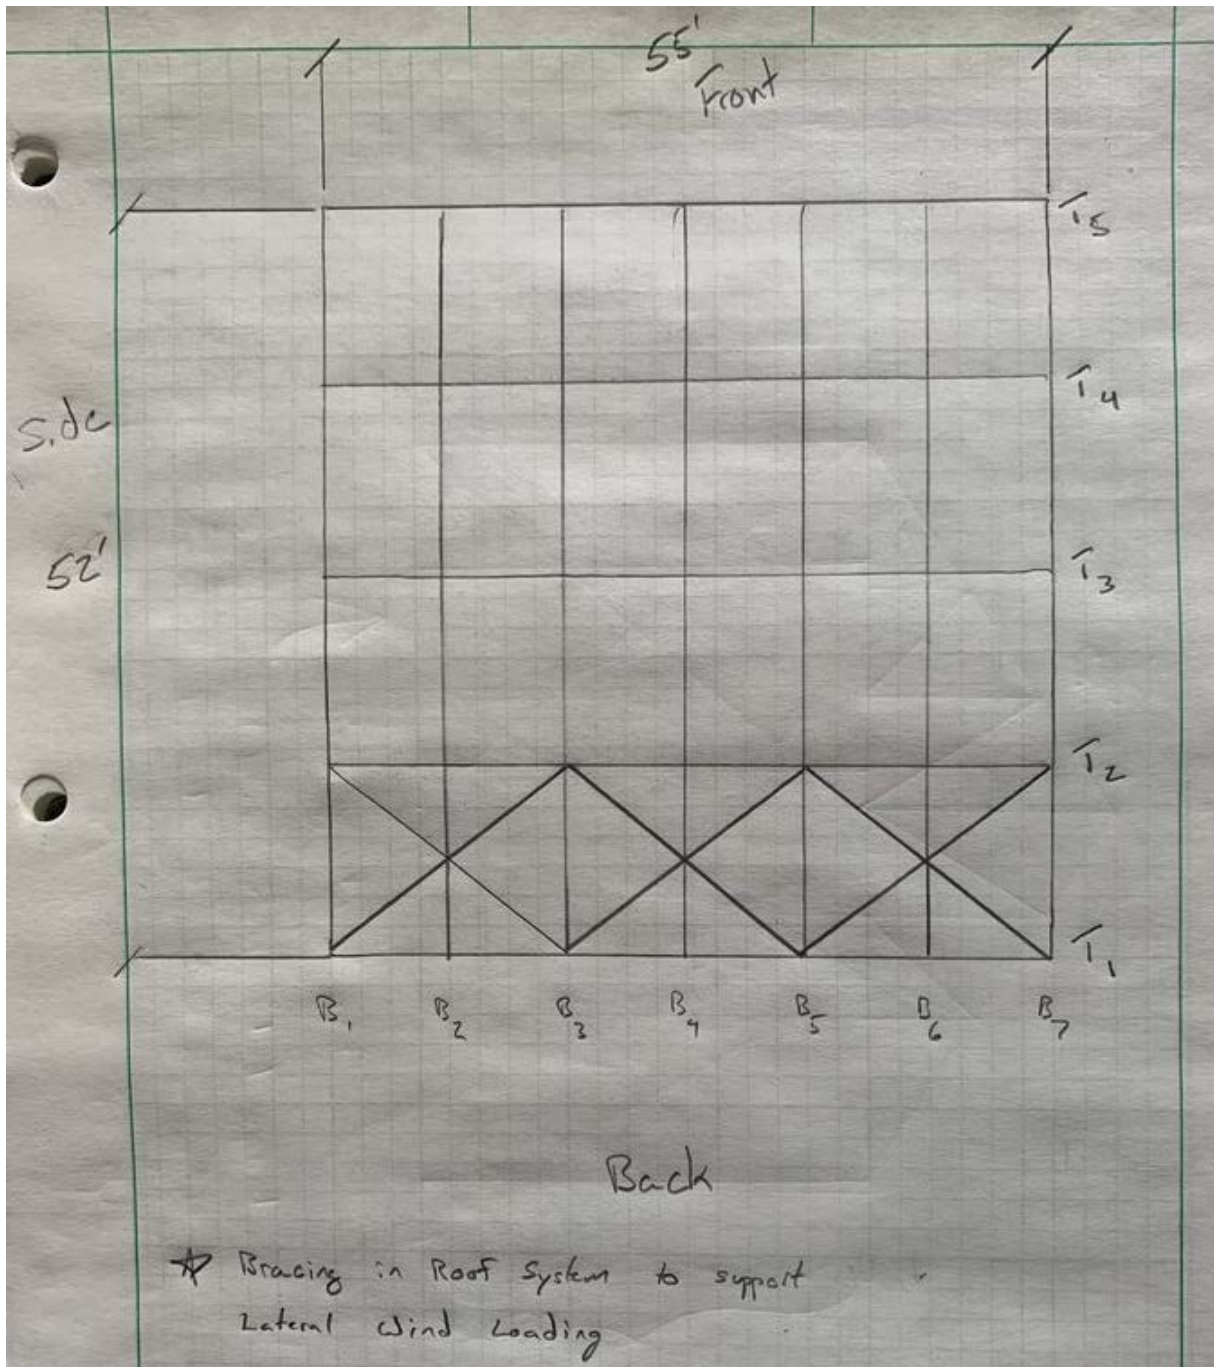 55'
Front
T5
T4
Side
52'
T3
T2
T1
B1 B2 B3 B4 B5 B6 B7
Back
☆ Bracing in Roof System to support
Lateral Wind Loading